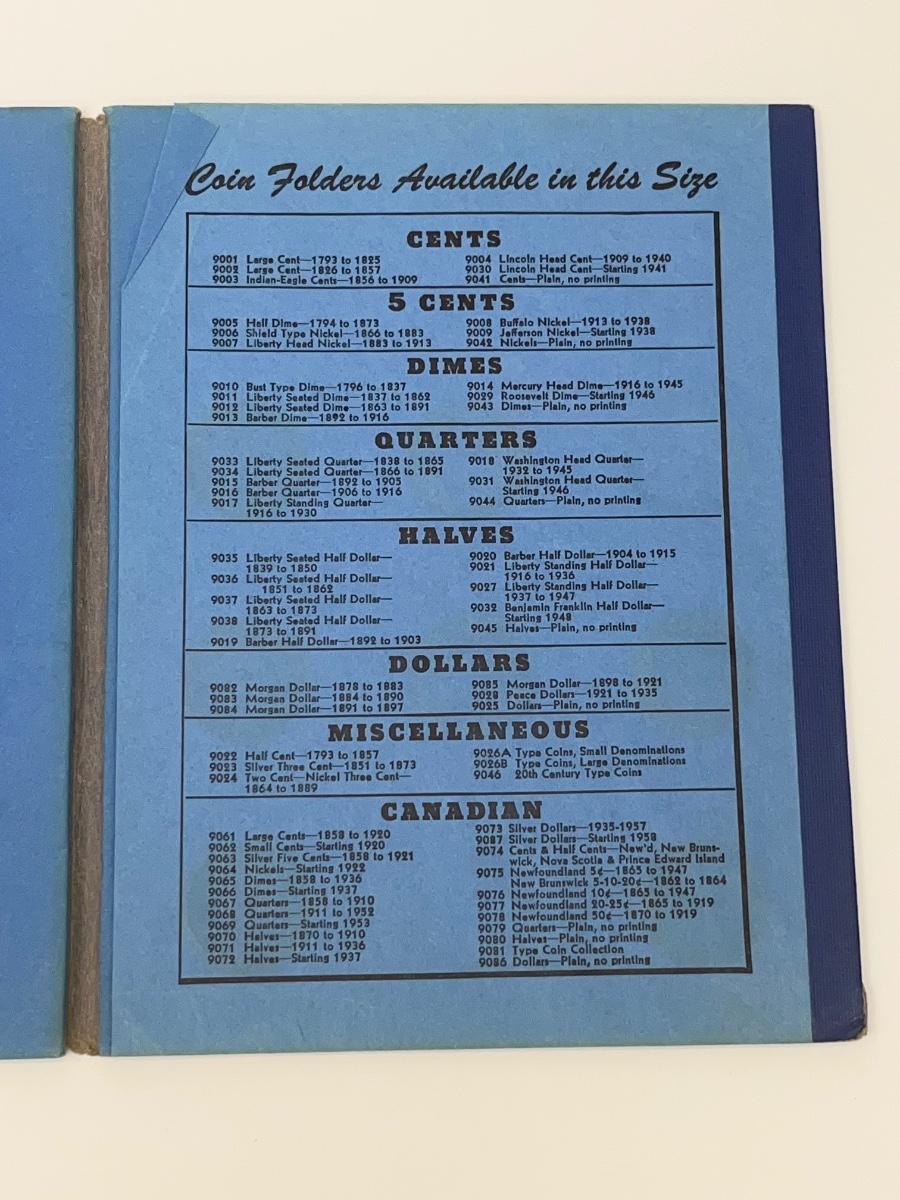 Coin Folders Available in this Size
CENTS
9001 Large Cent—1793 to 1825
9002 Large Cent—1826 to 1857
9003 Indian-Eagle Cents—1856 to 1909
9004 Lincoln Head Cent—1909 to 1940
9030 Lincoln Head Cent—Starting 1941
9041 Cents—Plain, no printing
5 CENTS
9005 Half Dime—1794 to 1873
9006 Shield Type Nickel—1866 to 1883
9007 Liberty Head Nickel—1883 to 1913
9008 Buffalo Nickel—1913 to 1938
9009 Jefferson Nickel—Starting 1938
9042 Nickels—Plain, no printing
DIMES
9010 Bust Type Dime—1796 to 1837
9011 Liberty Seated Dime—1837 to 1862
9012 Liberty Seated Dime—1863 to 1891
9013 Barber Dime—1892 to 1916
9014 Mercury Head Dime—1916 to 1945
9029 Roosevelt Dime—Starting 1946
9043 Dimes—Plain, no printing
QUARTERS
9033 Liberty Seated Quarter—1838 to 1865
9034 Liberty Seated Quarter—1866 to 1891
9015 Barber Quarter—1892 to 1905
9016 Barber Quarter—1906 to 1916
9017 Liberty Standing Quarter—
1916 to 1930
9018 Washington Head Quarter—
1932 to 1945
9031 Washington Head Quarter—
Starting 1946
9044 Quarters—Plain, no printing
HALVES
9035 Liberty Seated Half Dollar—
1839 to 1850
9036 Liberty Seated Half Dollar—
1851 to 1862
9037 Liberty Seated Half Dollar—
1863 to 1873
9038 Liberty Seated Half Dollar—
1873 to 1891
9019 Barber Half Dollar—1892 to 1903
9020 Barber Half Dollar—1904 to 1915
9021 Liberty Standing Half Dollar—
1916 to 1936
9027 Liberty Standing Half Dollar—
1937 to 1947
9032 Benjamin Franklin Half Dollar—
Starting 1948
9045 Halves—Plain, no printing
DOLLARS
9082 Morgan Dollar—1878 to 1883
9083 Morgan Dollar—1884 to 1890
9084 Morgan Dollar—1891 to 1897
9085 Morgan Dollar—1898 to 1921
9028 Peace Dollars—1921 to 1935
9025 Dollars—Plain, no printing
MISCELLANEOUS
9022 Half Cent—1793 to 1857
9023 Silver Three Cent—1851 to 1873
9024 Two Cent—Nickel Three Cent—
1864 to 1889
9026A Type Coins, Small Denominations
9026B Type Coins, Large Denominations
9046 20th Century Type Coins
CANADIAN
9061 Large Cents—1858 to 1920
9062 Small Cents—Starting 1920
9063 Silver Five Cents—1858 to 1921
9064 Nickels—Starting 1922
9065 Dimes—1858 to 1936
9066 Dimes—Starting 1937
9067 Quarters—1858 to 1910
9068 Quarters—1911 to 1952
9069 Quarters—Starting 1953
9070 Halves—1870 to 1910
9071 Halves—1911 to 1936
9072 Halves—Starting 1937
9073 Silver Dollars—1935-1957
9087 Silver Dollars—Starting 1958
9074 Cents & Half Cents—New'd, New Bruns-
wick, Nova Scotia & Prince Edward Island
9075 Newfoundland 5¢—1865 to 1947
New Brunswick 5-10-20¢—1862 to 1864
9076 Newfoundland 10¢—1865 to 1947
9077 Newfoundland 20-25¢—1865 to 1919
9078 Newfoundland 50¢—1870 to 1919
9079 Quarters—Plain, no printing
9080 Halves—Plain, no printing
9081 Type Coin Collection
9086 Dollars—Plain, no printing